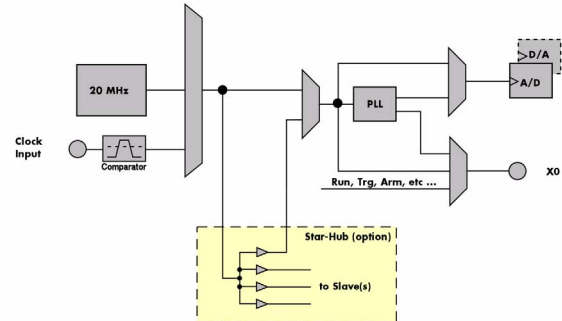 D/A
A/D
20 MHz
PLL
Clock
Input
Comparator
X0
Run, Trg, Arm, etc ...
Star-Hub (option)
to Slave(s)